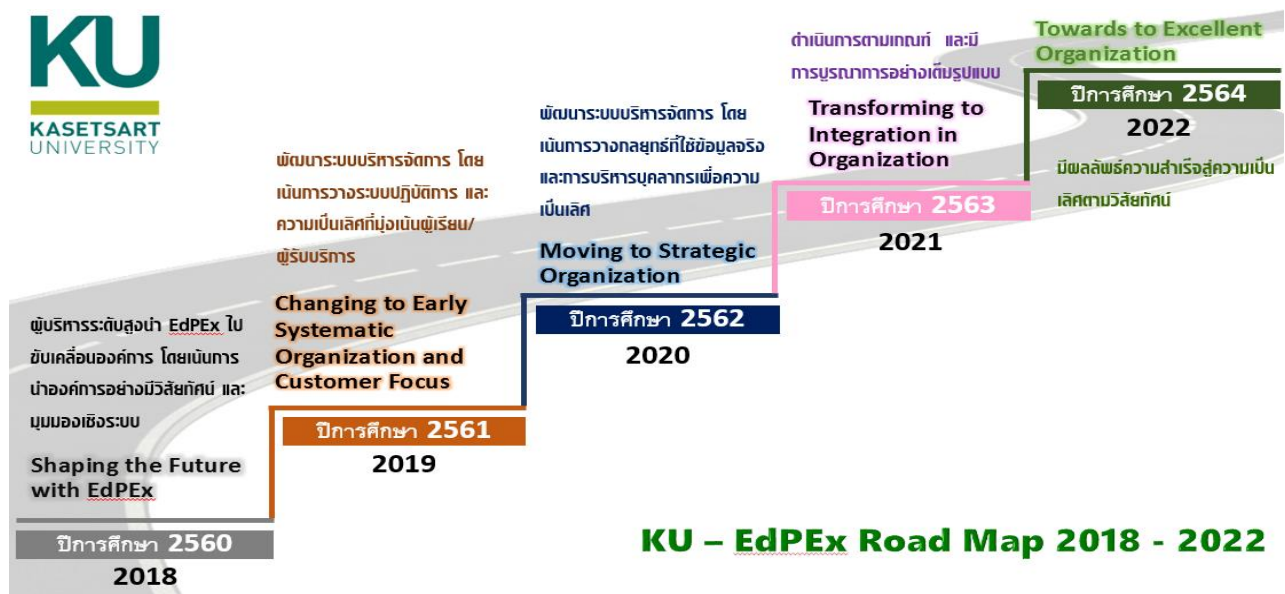 KU
KASETSART
UNIVERSITY
ผู้บริหารระดับสูงนำ EdPEx ไป
ขับเคลื่อนองค์การ โดยเน้นการ
นำองค์การอย่างมีวิสัยทัศน์ และ
มุมมองเชิงระบบ
Shaping the Future
with EdPEx
ปีการศึกษา 2560
2018
พัฒนาระบบบริหารจัดการ โดย
เน้นการวางระบบปฏิบัติการ และ
ความเป็นเลิศที่มุ่งเน้นผู้เรียน/
ผู้รับบริการ
Changing to Early
Systematic
Organization and
Customer Focus
ปีการศึกษา 2561
2019
พัฒนาระบบบริหารจัดการ โดย
เน้นการวางกลยุทธ์ที่ใช้ข้อมูลจริง
และการบริหารบุคลากรเพื่อความ
เป็นเลิศ
Moving to Strategic
Organization
ปีการศึกษา 2562
2020
ดำเนินการตามเกณฑ์ และมี
การบูรณาการอย่างเต็มรูปแบบ
Transforming to
Integration in
Organization
ปีการศึกษา 2563
2021
Towards to Excellent
Organization
ปีการศึกษา 2564
2022
มีผลลัพธ์ความสำเร็จสู่ความเป็น
เลิศตามวิสัยทัศน์
KU – EdPEx Road Map 2018 - 2022